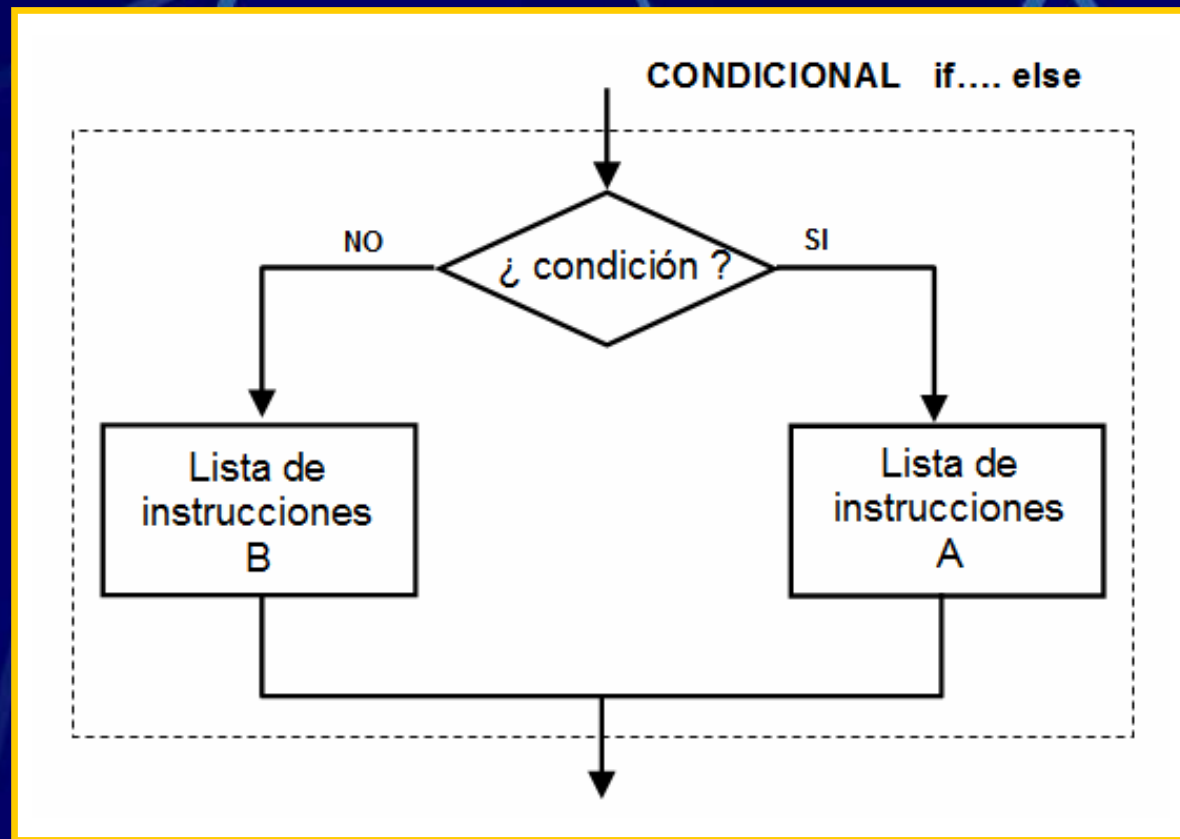 CONDICIONAL if.... else
NO
¿ condición ?
SI
Lista de
instrucciones
B
Lista de
instrucciones
A